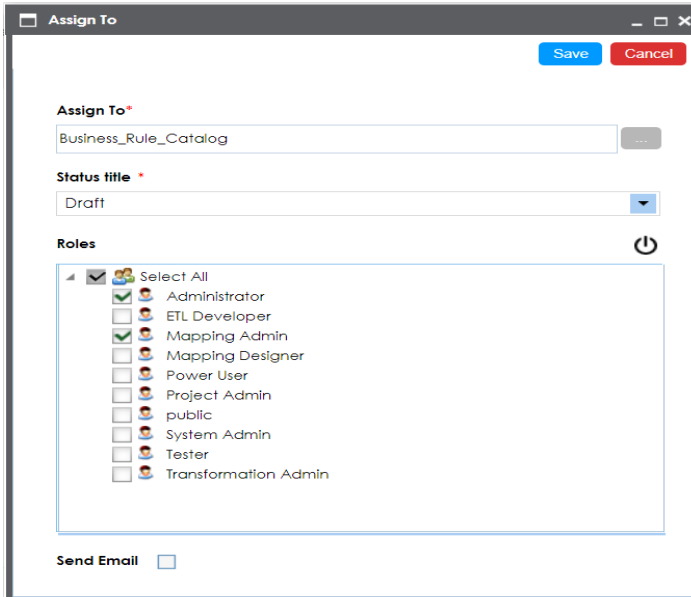 Assign To
Save Cancel
Assign To*
Business_Rule_Catalog ...
Status title *
Draft
Roles
Select All
Administrator
ETL Developer
Mapping Admin
Mapping Designer
Power User
Project Admin
public
System Admin
Tester
Transformation Admin
Send Email